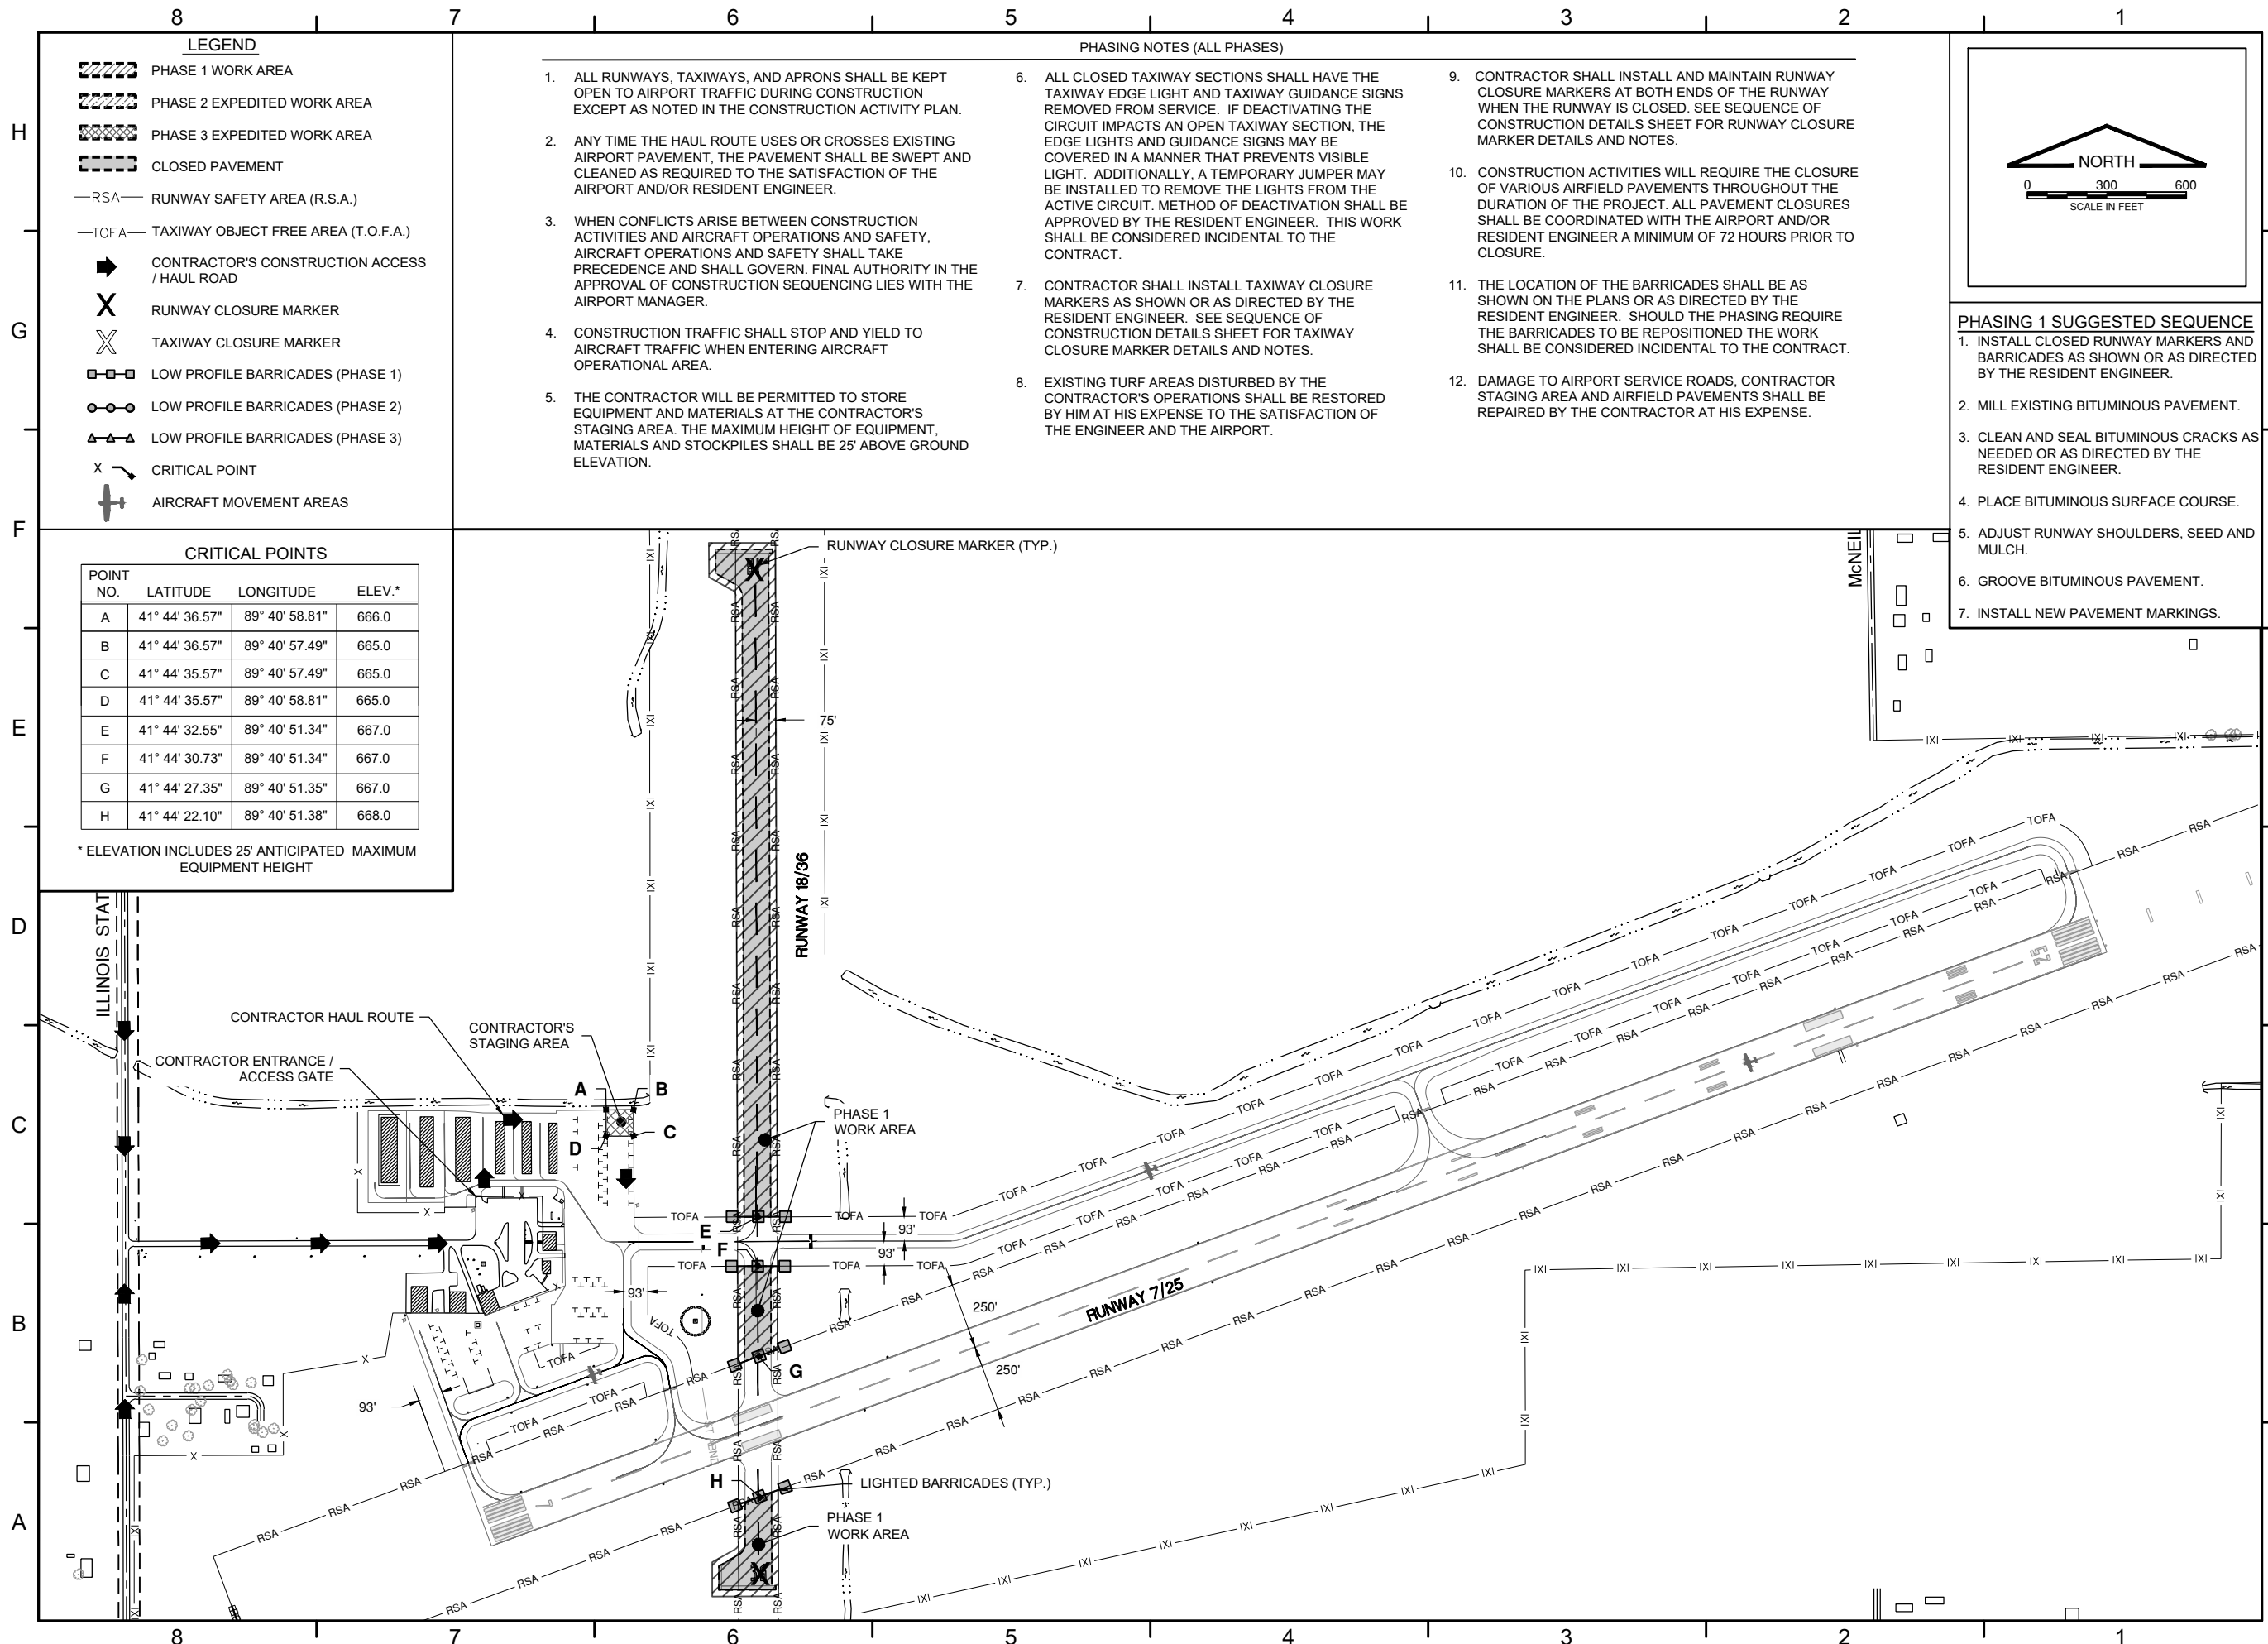 8 7 6 5 4 3 2 1
H
G
F
E
D
C
B
A
LEGEND
PHASE 1 WORK AREA
PHASE 2 EXPEDITED WORK AREA
PHASE 3 EXPEDITED WORK AREA
CLOSED PAVEMENT
RSA RUNWAY SAFETY AREA (R.S.A.)
TOFA TAXIWAY OBJECT FREE AREA (T.O.F.A.)
CONTRACTOR'S CONSTRUCTION ACCESS
/ HAUL ROAD
X RUNWAY CLOSURE MARKER
X TAXIWAY CLOSURE MARKER
LOW PROFILE BARRICADES (PHASE 1)
LOW PROFILE BARRICADES (PHASE 2)
LOW PROFILE BARRICADES (PHASE 3)
X CRITICAL POINT
AIRCRAFT MOVEMENT AREAS
PHASING NOTES (ALL PHASES)
1. ALL RUNWAYS, TAXIWAYS, AND APRONS SHALL BE KEPT
OPEN TO AIRPORT TRAFFIC DURING CONSTRUCTION
EXCEPT AS NOTED IN THE CONSTRUCTION ACTIVITY PLAN.
2. ANY TIME THE HAUL ROUTE USES OR CROSSES EXISTING
AIRPORT PAVEMENT, THE PAVEMENT SHALL BE SWEPT AND
CLEANED AS REQUIRED TO THE SATISFACTION OF THE
AIRPORT AND/OR RESIDENT ENGINEER.
3. WHEN CONFLICTS ARISE BETWEEN CONSTRUCTION
ACTIVITIES AND AIRCRAFT OPERATIONS AND SAFETY,
AIRCRAFT OPERATIONS AND SAFETY SHALL TAKE
PRECEDENCE AND SHALL GOVERN. FINAL AUTHORITY IN THE
APPROVAL OF CONSTRUCTION SEQUENCING LIES WITH THE
AIRPORT MANAGER.
4. CONSTRUCTION TRAFFIC SHALL STOP AND YIELD TO
AIRCRAFT TRAFFIC WHEN ENTERING AIRCRAFT
OPERATIONAL AREA.
5. THE CONTRACTOR WILL BE PERMITTED TO STORE
EQUIPMENT AND MATERIALS AT THE CONTRACTOR'S
STAGING AREA. THE MAXIMUM HEIGHT OF EQUIPMENT,
MATERIALS AND STOCKPILES SHALL BE 25' ABOVE GROUND
ELEVATION.
6. ALL CLOSED TAXIWAY SECTIONS SHALL HAVE THE
TAXIWAY EDGE LIGHT AND TAXIWAY GUIDANCE SIGNS
REMOVED FROM SERVICE. IF DEACTIVATING THE
CIRCUIT IMPACTS AN OPEN TAXIWAY SECTION, THE
EDGE LIGHTS AND GUIDANCE SIGNS MAY BE
COVERED IN A MANNER THAT PREVENTS VISIBLE
LIGHT. ADDITIONALLY, A TEMPORARY JUMPER MAY
BE INSTALLED TO REMOVE THE LIGHTS FROM THE
ACTIVE CIRCUIT. METHOD OF DEACTIVATION SHALL BE
APPROVED BY THE RESIDENT ENGINEER. THIS WORK
SHALL BE CONSIDERED INCIDENTAL TO THE
CONTRACT.
7. CONTRACTOR SHALL INSTALL TAXIWAY CLOSURE
MARKERS AS SHOWN OR AS DIRECTED BY THE
RESIDENT ENGINEER. SEE SEQUENCE OF
CONSTRUCTION DETAILS SHEET FOR TAXIWAY
CLOSURE MARKER DETAILS AND NOTES.
8. EXISTING TURF AREAS DISTURBED BY THE
CONTRACTOR'S OPERATIONS SHALL BE RESTORED
BY HIM AT HIS EXPENSE TO THE SATISFACTION OF
THE ENGINEER AND THE AIRPORT.
9. CONTRACTOR SHALL INSTALL AND MAINTAIN RUNWAY
CLOSURE MARKERS AT BOTH ENDS OF THE RUNWAY
WHEN THE RUNWAY IS CLOSED. SEE SEQUENCE OF
CONSTRUCTION DETAILS SHEET FOR RUNWAY CLOSURE
MARKER DETAILS AND NOTES.
10. CONSTRUCTION ACTIVITIES WILL REQUIRE THE CLOSURE
OF VARIOUS AIRFIELD PAVEMENTS THROUGHOUT THE
DURATION OF THE PROJECT. ALL PAVEMENT CLOSURES
SHALL BE COORDINATED WITH THE AIRPORT AND/OR
RESIDENT ENGINEER A MINIMUM OF 72 HOURS PRIOR TO
CLOSURE.
11. THE LOCATION OF THE BARRICADES SHALL BE AS
SHOWN ON THE PLANS OR AS DIRECTED BY THE
RESIDENT ENGINEER. SHOULD THE PHASING REQUIRE
THE BARRICADES TO BE REPOSITIONED THE WORK
SHALL BE CONSIDERED INCIDENTAL TO THE CONTRACT.
12. DAMAGE TO AIRPORT SERVICE ROADS, CONTRACTOR
STAGING AREA AND AIRFIELD PAVEMENTS SHALL BE
REPAIRED BY THE CONTRACTOR AT HIS EXPENSE.
NORTH
0 300 600
SCALE IN FEET
PHASING 1 SUGGESTED SEQUENCE
1. INSTALL CLOSED RUNWAY MARKERS AND
BARRICADES AS SHOWN OR AS DIRECTED
BY THE RESIDENT ENGINEER.
2. MILL EXISTING BITUMINOUS PAVEMENT.
3. CLEAN AND SEAL BITUMINOUS CRACKS AS
NEEDED OR AS DIRECTED BY THE
RESIDENT ENGINEER.
4. PLACE BITUMINOUS SURFACE COURSE.
5. ADJUST RUNWAY SHOULDERS, SEED AND
MULCH.
6. GROOVE BITUMINOUS PAVEMENT.
7. INSTALL NEW PAVEMENT MARKINGS.
CRITICAL POINTS
POINT
NO. LATITUDE LONGITUDE ELEV.*
A 41° 44' 36.57" 89° 40' 58.81" 666.0
B 41° 44' 36.57" 89° 40' 57.49" 665.0
C 41° 44' 35.57" 89° 40' 57.49" 665.0
D 41° 44' 35.57" 89° 40' 58.81" 665.0
E 41° 44' 32.55" 89° 40' 51.34" 667.0
F 41° 44' 30.73" 89° 40' 51.34" 667.0
G 41° 44' 27.35" 89° 40' 51.35" 667.0
H 41° 44' 22.10" 89° 40' 51.38" 668.0
* ELEVATION INCLUDES 25' ANTICIPATED MAXIMUM
EQUIPMENT HEIGHT
RUNWAY CLOSURE MARKER (TYP.)
McNEIL
75'
RUNWAY 18/36
ILLINOIS STAT
CONTRACTOR HAUL ROUTE
CONTRACTOR'S
STAGING AREA
CONTRACTOR ENTRANCE /
ACCESS GATE
A
B
C
D
PHASE 1
WORK AREA
E
F
TOFA
RSA
93'
93'
93'
93'
250'
250'
RUNWAY 7/25
25
7
G
H
LIGHTED BARRICADES (TYP.)
PHASE 1
WORK AREA
8 7 6 5 4 3 2 1